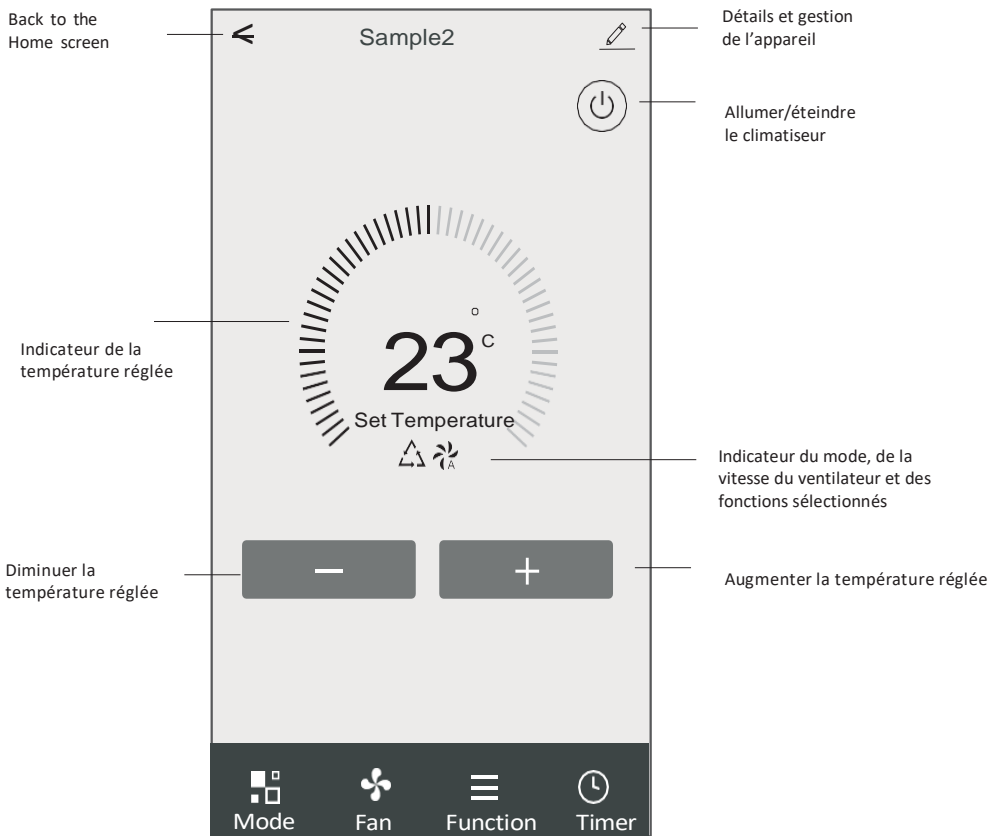 Back to the
Home screen
Sample2
Détails et gestion
de l'appareil
Allumer/éteindre
le climatiseur
Indicateur de la
température réglée
23°C
Set Temperature
A
Indicateur du mode, de la
vitesse du ventilateur et des
fonctions sélectionnés
Diminuer la
température réglée
− +
Augmenter la température réglée
Mode Fan Function Timer